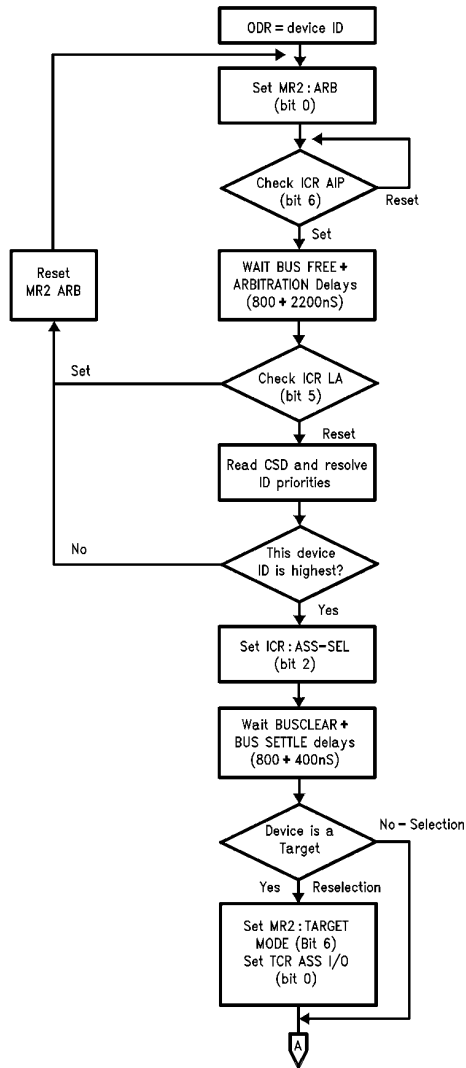 ODR = device ID
Set MR2 : ARB
(bit 0)
Check ICR AIP
(bit 6)
Reset
Set
WAIT BUS FREE +
ARBITRATION Delays
(800 + 2200nS)
Reset
MR2 ARB
Set
Check ICR LA
(bit 5)
Reset
Read CSD and resolve
ID priorities
No
This device
ID is highest?
Yes
Set ICR : ASS-SEL
(bit 2)
Wait BUSCLEAR +
BUS SETTLE delays
(800 + 400nS)
No - Selection
Device is a
Target
Yes
Reselection
Set MR2 : TARGET
MODE (Bit 6)
Set TCR ASS I/O
(bit 0)
A